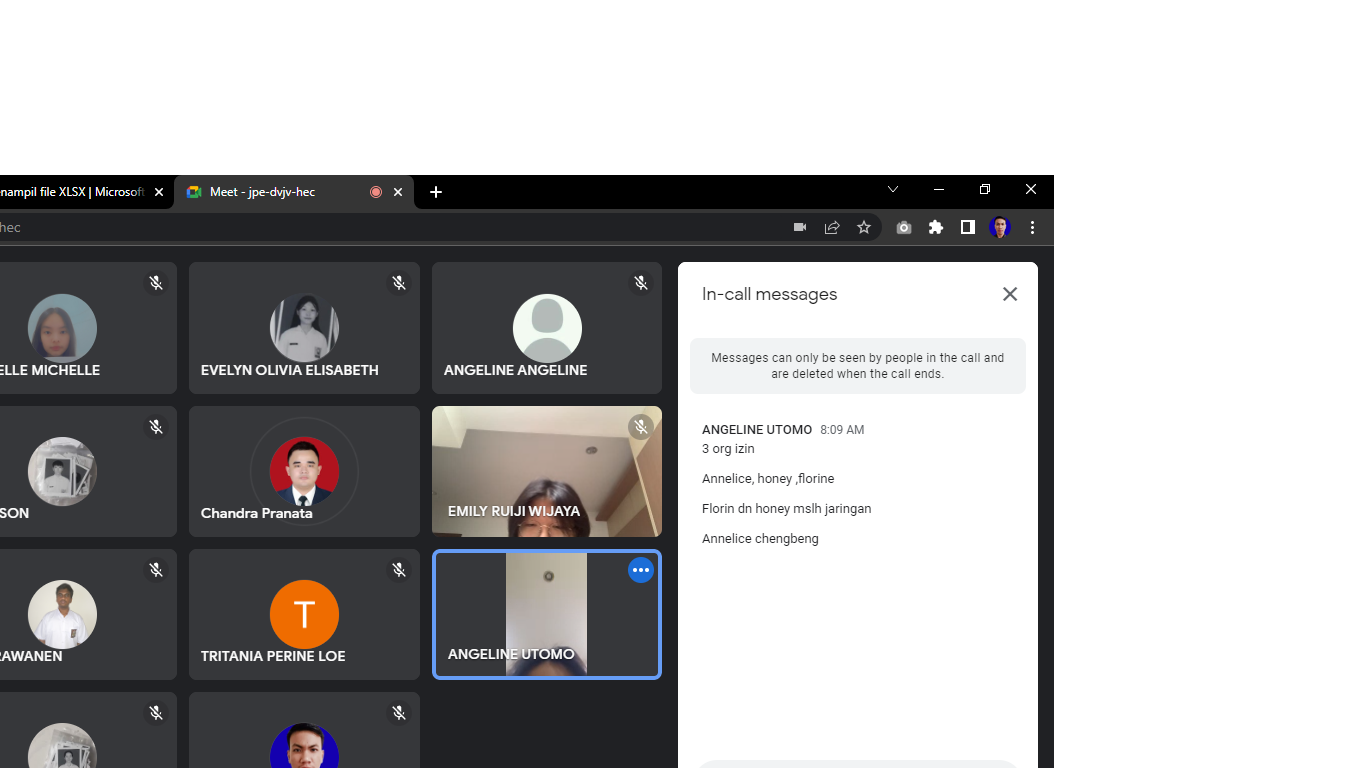 enampil file XLSX | Microsoft
Meet - jpe-dvjv-hec
hec
ELLE MICHELLE
EVELYN OLIVIA ELISABETH
ANGELINE ANGELINE
SON
Chandra Pranata
EMILY RUIJI WIJAYA
RAWANEN
T
TRITANIA PERINE LOE
ANGELINE UTOMO
In-call messages
Messages can only be seen by people in the call and
are deleted when the call ends.
ANGELINE UTOMO 8:09 AM
3 org izin
Annelice, honey ,florine
Florin dn honey mslh jaringan
Annelice chengbeng